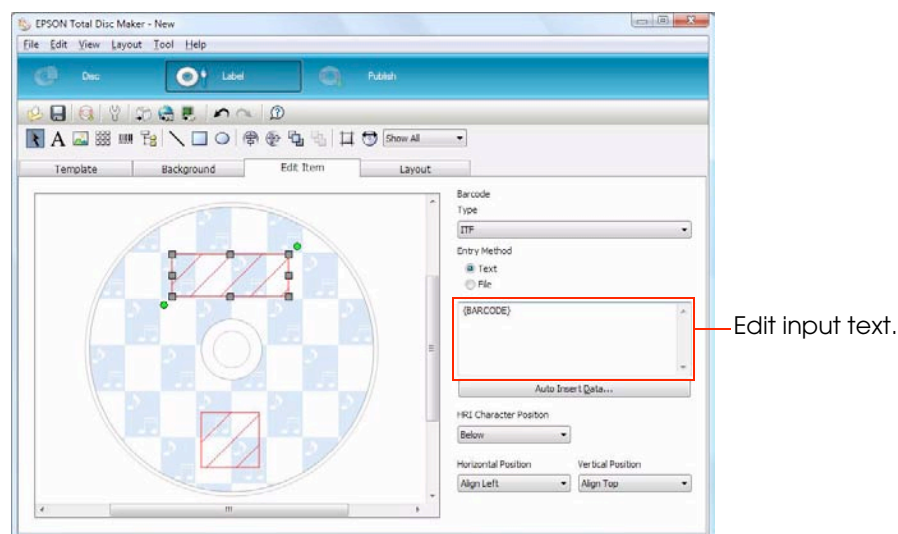 EPSON Total Disc Maker - New
File Edit View Layout Tool Help
Disc Label Publish
Show All
Template Background Edit Item Layout
Barcode
Type
ITF
Entry Method
Text
File
{BARCODE}
Edit input text.
Auto Insert Data...
HRI Character Position
Below
Horizontal Position Vertical Position
Align Left Align Top